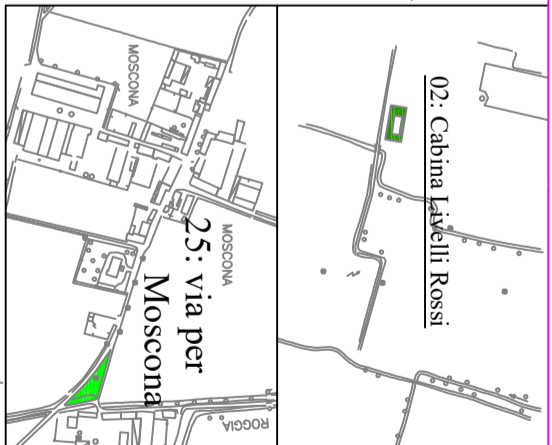 02: Cabina Livelli Rossi
MOSCONA
MOSCONA
25: via per
Moscona
ROGGIA